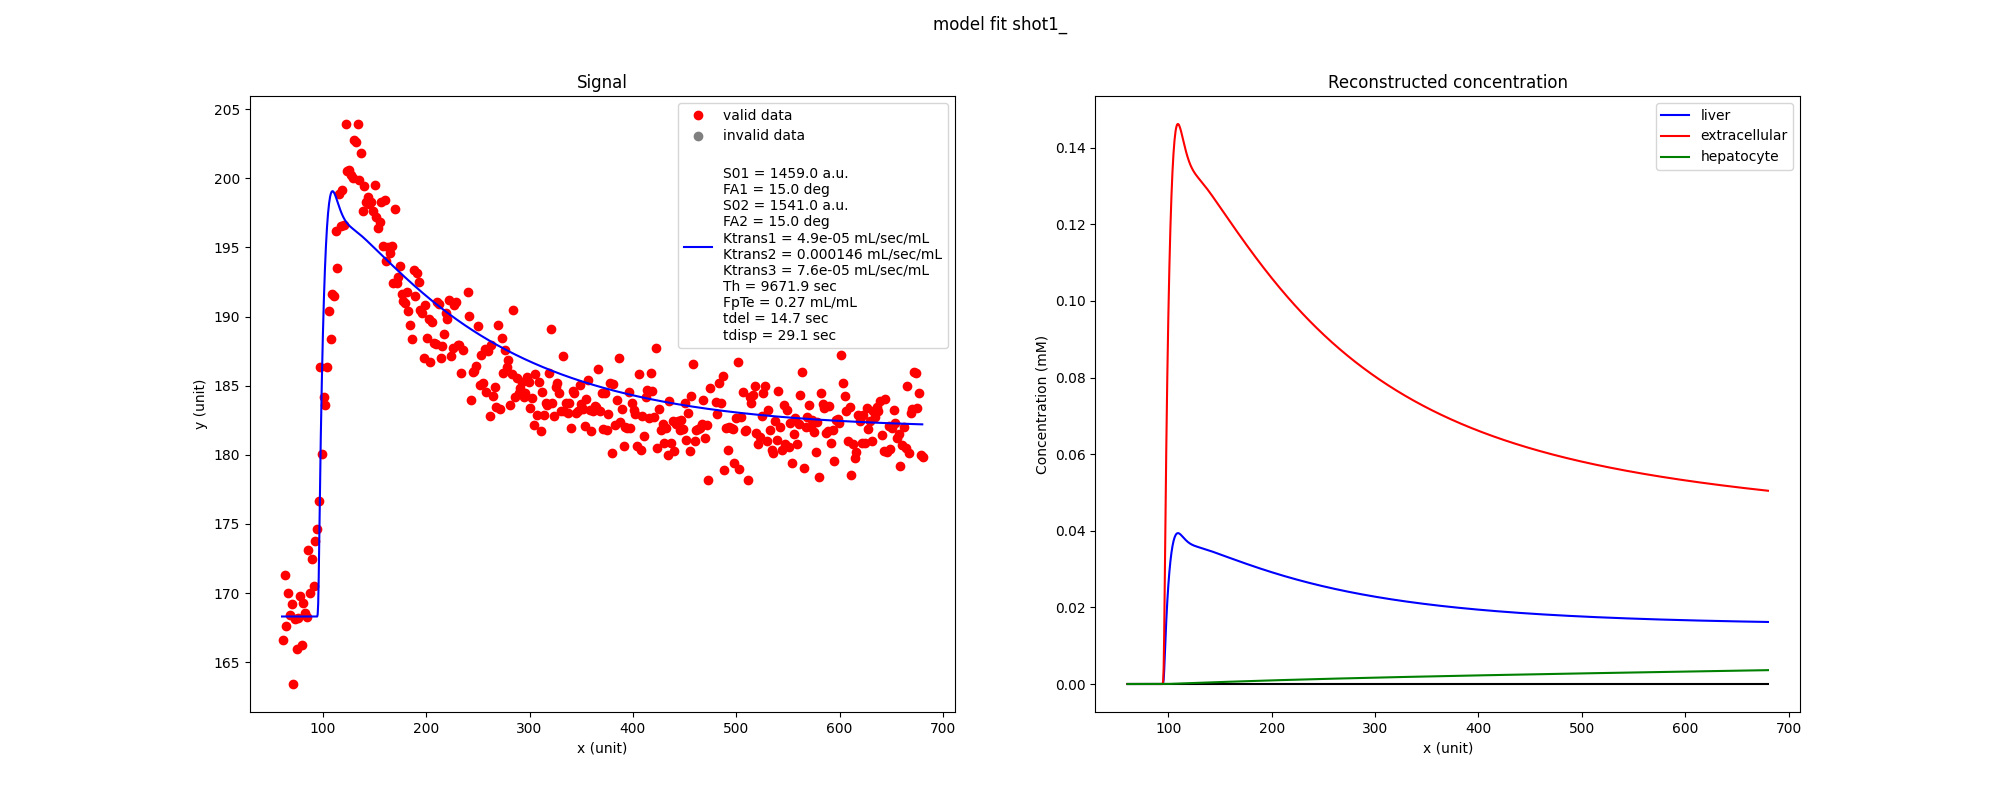 model fit shot1_
Signal
205
200
195
190
185
180
175
170
165
y (unit)
100
200
300
400
500
600
700
x (unit)
valid data
invalid data
S01 = 1459.0 a.u.
FA1 = 15.0 deg
S02 = 1541.0 a.u.
FA2 = 15.0 deg
Ktrans1 = 4.9e-05 mL/sec/mL
Ktrans2 = 0.000146 mL/sec/mL
Ktrans3 = 7.6e-05 mL/sec/mL
Th = 9671.9 sec
FpTe = 0.27 mL/mL
tdel = 14.7 sec
tdisp = 29.1 sec
Reconstructed concentration
0.14
0.12
0.10
0.08
0.06
0.04
0.02
0.00
Concentration (mM)
100
200
300
400
500
600
700
x (unit)
liver
extracellular
hepatocyte